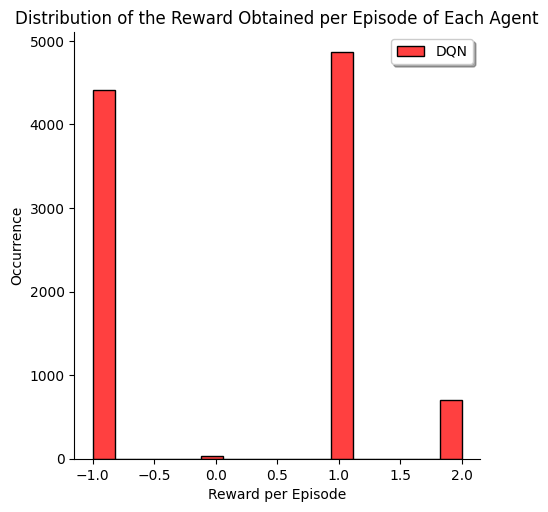 Distribution of the Reward Obtained per Episode of Each Agent
DQN
5000
4000
3000
2000
1000
0
Occurrence
−1.0 −0.5 0.0 0.5 1.0 1.5 2.0
Reward per Episode